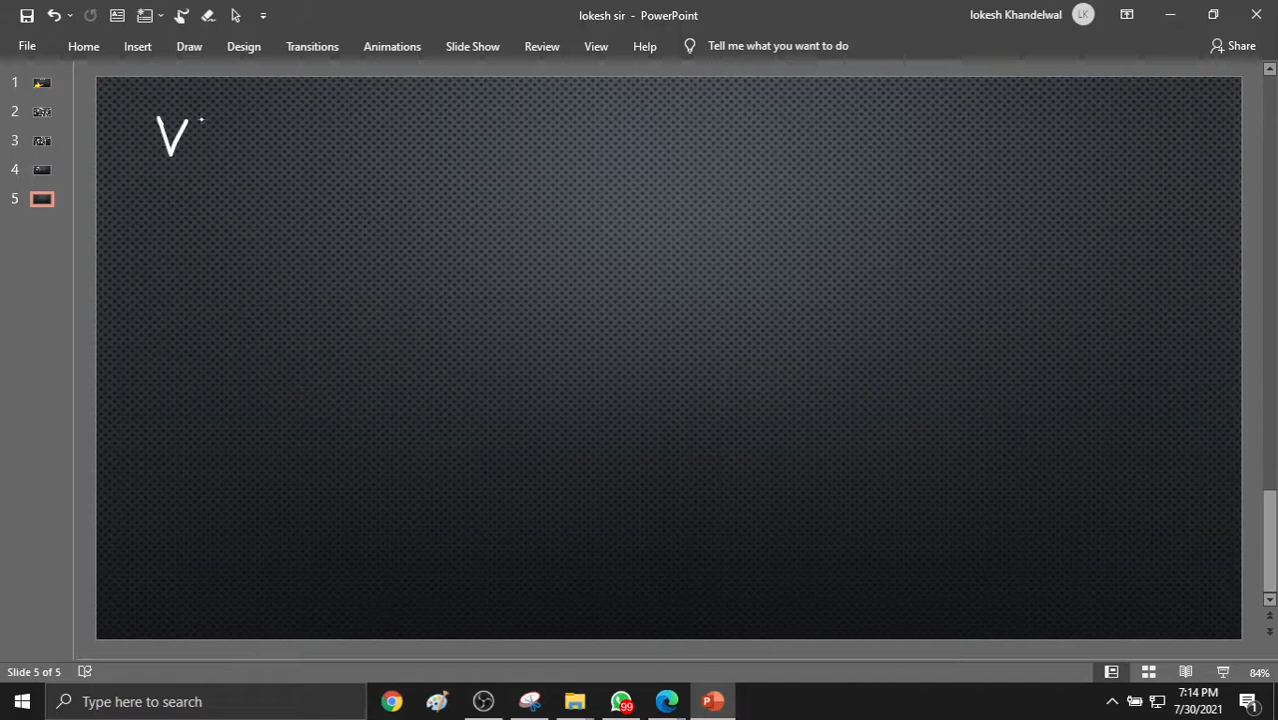 lokesh sir - PowerPoint
lokesh Khandelwal LK
File Home Insert Draw Design Transitions Animations Slide Show Review View Help Tell me what you want to do Share
1
2
3
4
5
V
Slide 5 of 5
84%
Type here to search
99
7:14 PM
7/30/2021
1